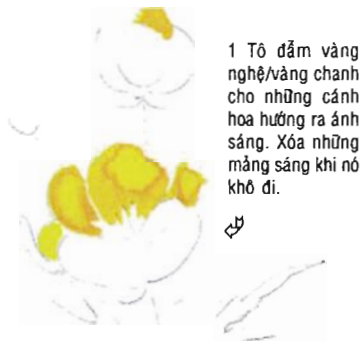 1 Tô đẫm vàng
nghệ/vàng chanh
cho những cánh
hoa hướng ra ánh
sáng. Xóa những
mảng sáng khi nó
khô đi.